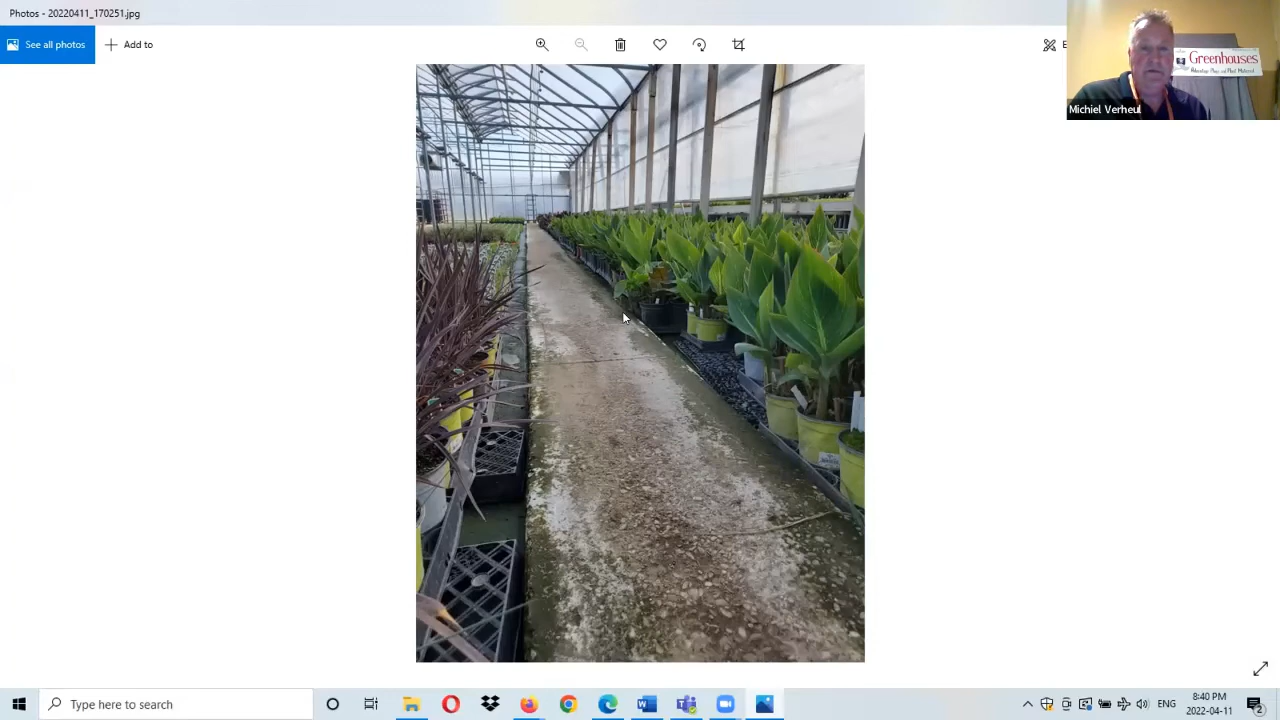 Photos - 20220411_170251.jpg
See all photos
Add to
Greenhouses
Michiel Verheul
Type here to search
ENG
8:40 PM
2022-04-11
2